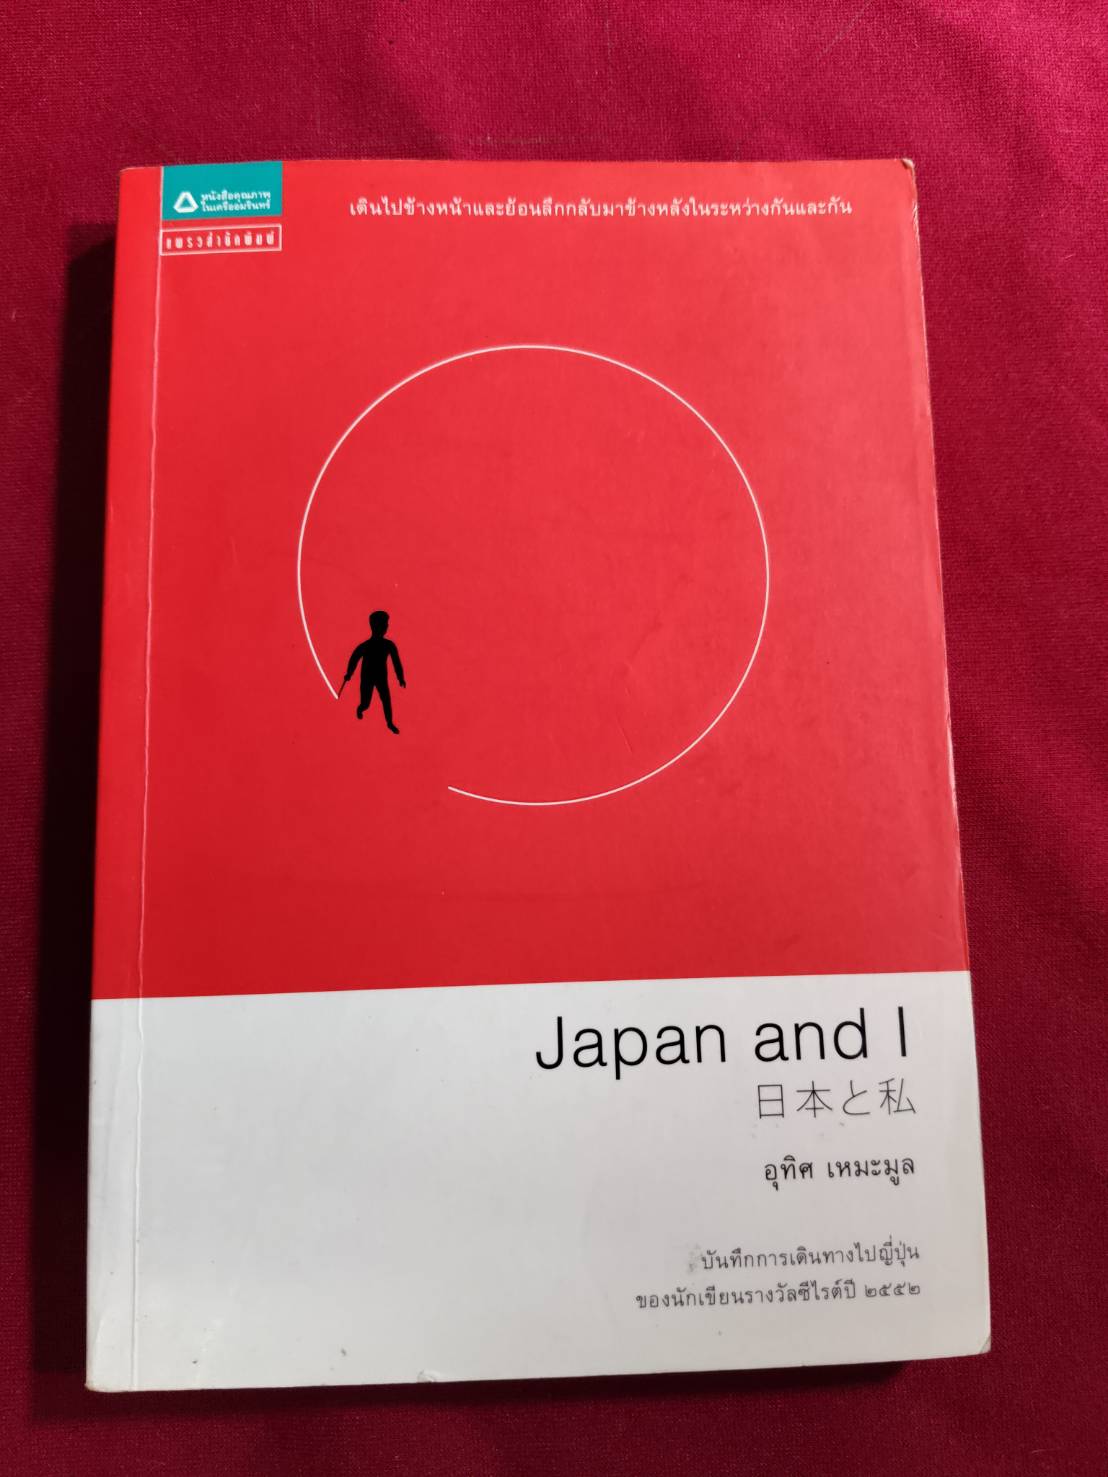 หนังสือคุณภาพ
ในเครืออมรินทร์
แพรวสำนักพิมพ์
เดินไปข้างหน้าและย้อนลึกกลับมาข้างหลังในระหว่างกันและกัน
Japan and I
日本と私
อุทิศ เหมะมูล
บันทึกการเดินทางไปญี่ปุ่น
ของนักเขียนรางวัลซีไรต์ปี ๒๕๕๒